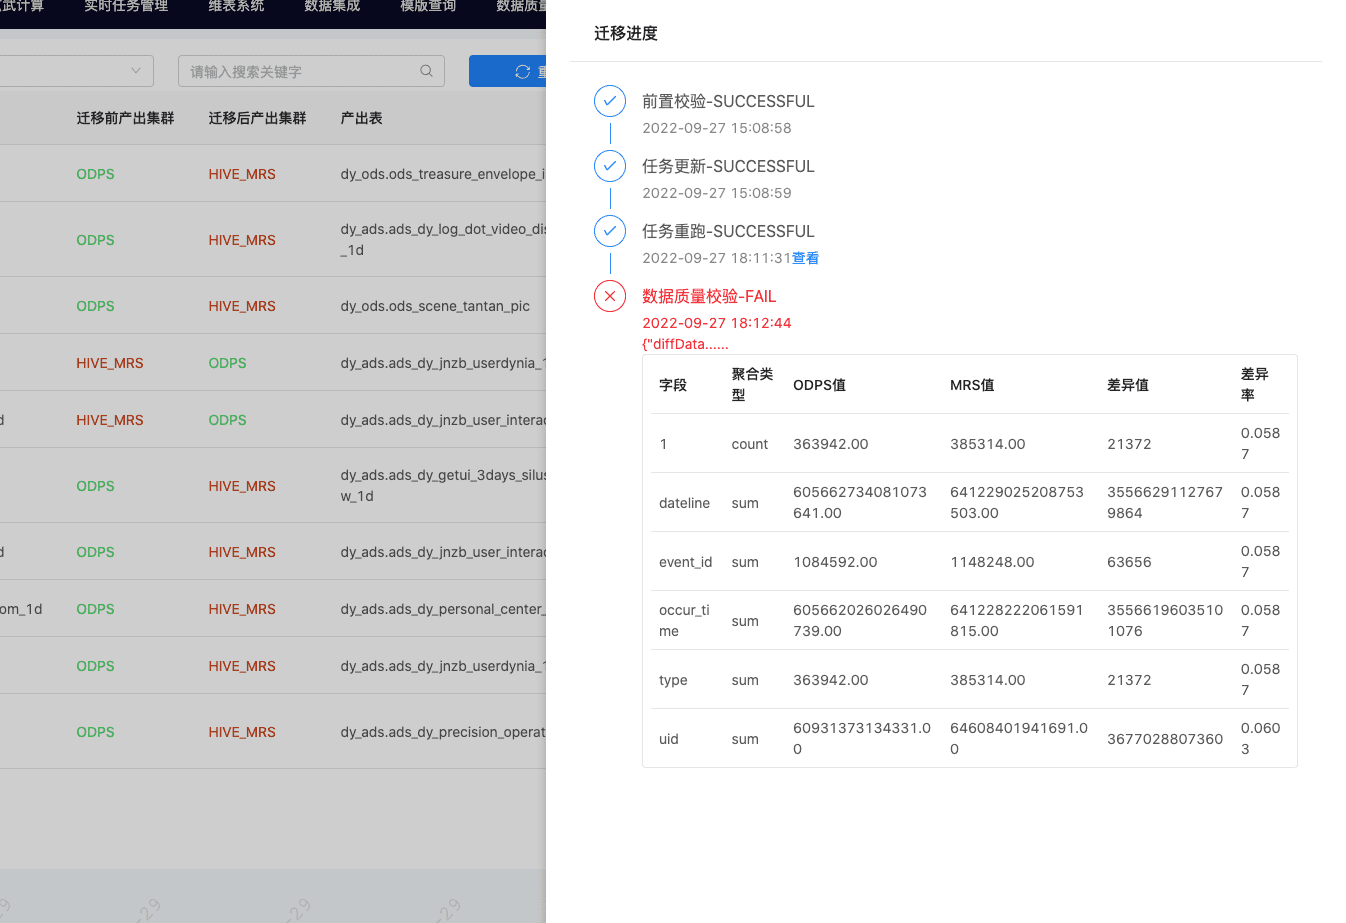 实时任务管理 维表系统 数据集成 模版查询 数据质量
请输入搜索关键字
迁移前产出集群 迁移后产出集群 产出表
ODPS HIVE_MRS dy_ods.ods_treasure_envelope_i
ODPS HIVE_MRS dy_ads.ads_dy_log_dot_video_dis
_1d
ODPS HIVE_MRS dy_ods.ods_scene_tantan_pic
HIVE_MRS ODPS dy_ads.ads_dy_jnzb_userdynia_1
d HIVE_MRS ODPS dy_ads.ads_dy_jnzb_user_interac
ODPS HIVE_MRS dy_ads.ads_dy_getui_3days_silus
w_1d
d ODPS HIVE_MRS dy_ads.ads_dy_jnzb_user_interac
om_1d ODPS HIVE_MRS dy_ads.ads_dy_personal_center_
ODPS HIVE_MRS dy_ads.ads_dy_jnzb_userdynia_1
ODPS HIVE_MRS dy_ads.ads_dy_precision_operat
迁移进度
前置校验-SUCCESSFUL
2022-09-27 15:08:58
任务更新-SUCCESSFUL
2022-09-27 15:08:59
任务重跑-SUCCESSFUL
2022-09-27 18:11:31查看
数据质量校验-FAIL
2022-09-27 18:12:44
{"diffData......
字段 聚合类型 ODPS值 MRS值 差异值 差异率
1 count 363942.00 385314.00 21372 0.0587
dateline sum 605662734081073641.00 641229025208753503.00 35566291127679864 0.0587
event_id sum 1084592.00 1148248.00 63656 0.0587
occur_time sum 605662026026490739.00 641228222061591815.00 35566196035101076 0.0587
type sum 363942.00 385314.00 21372 0.0587
uid sum 60931373134331.00 64608401941691.00 3677028807360 0.0603